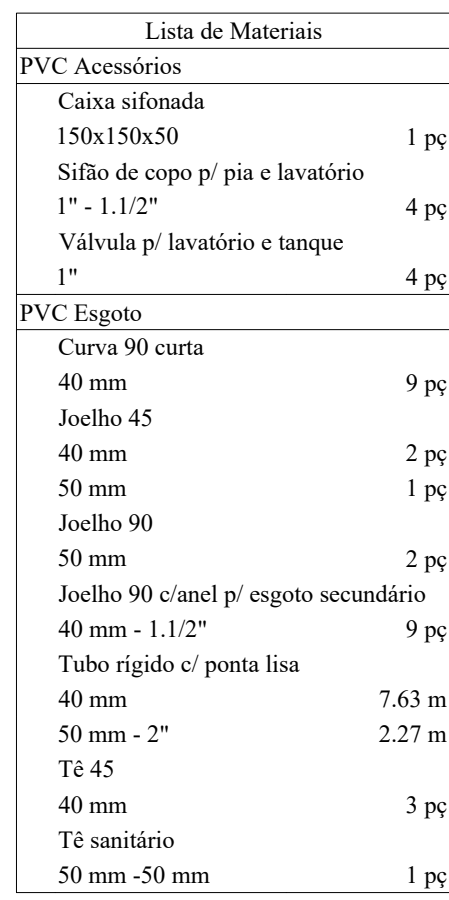 Lista de Materiais
PVC Acessórios
Caixa sifonada
150x150x50 1 pç
Sifão de copo p/ pia e lavatório
1" - 1.1/2" 4 pç
Válvula p/ lavatório e tanque
1" 4 pç
PVC Esgoto
Curva 90 curta
40 mm 9 pç
Joelho 45
40 mm 2 pç
50 mm 1 pç
Joelho 90
50 mm 2 pç
Joelho 90 c/anel p/ esgoto secundário
40 mm - 1.1/2" 9 pç
Tubo rígido c/ ponta lisa
40 mm 7.63 m
50 mm - 2" 2.27 m
Tê 45
40 mm 3 pç
Tê sanitário
50 mm -50 mm 1 pç